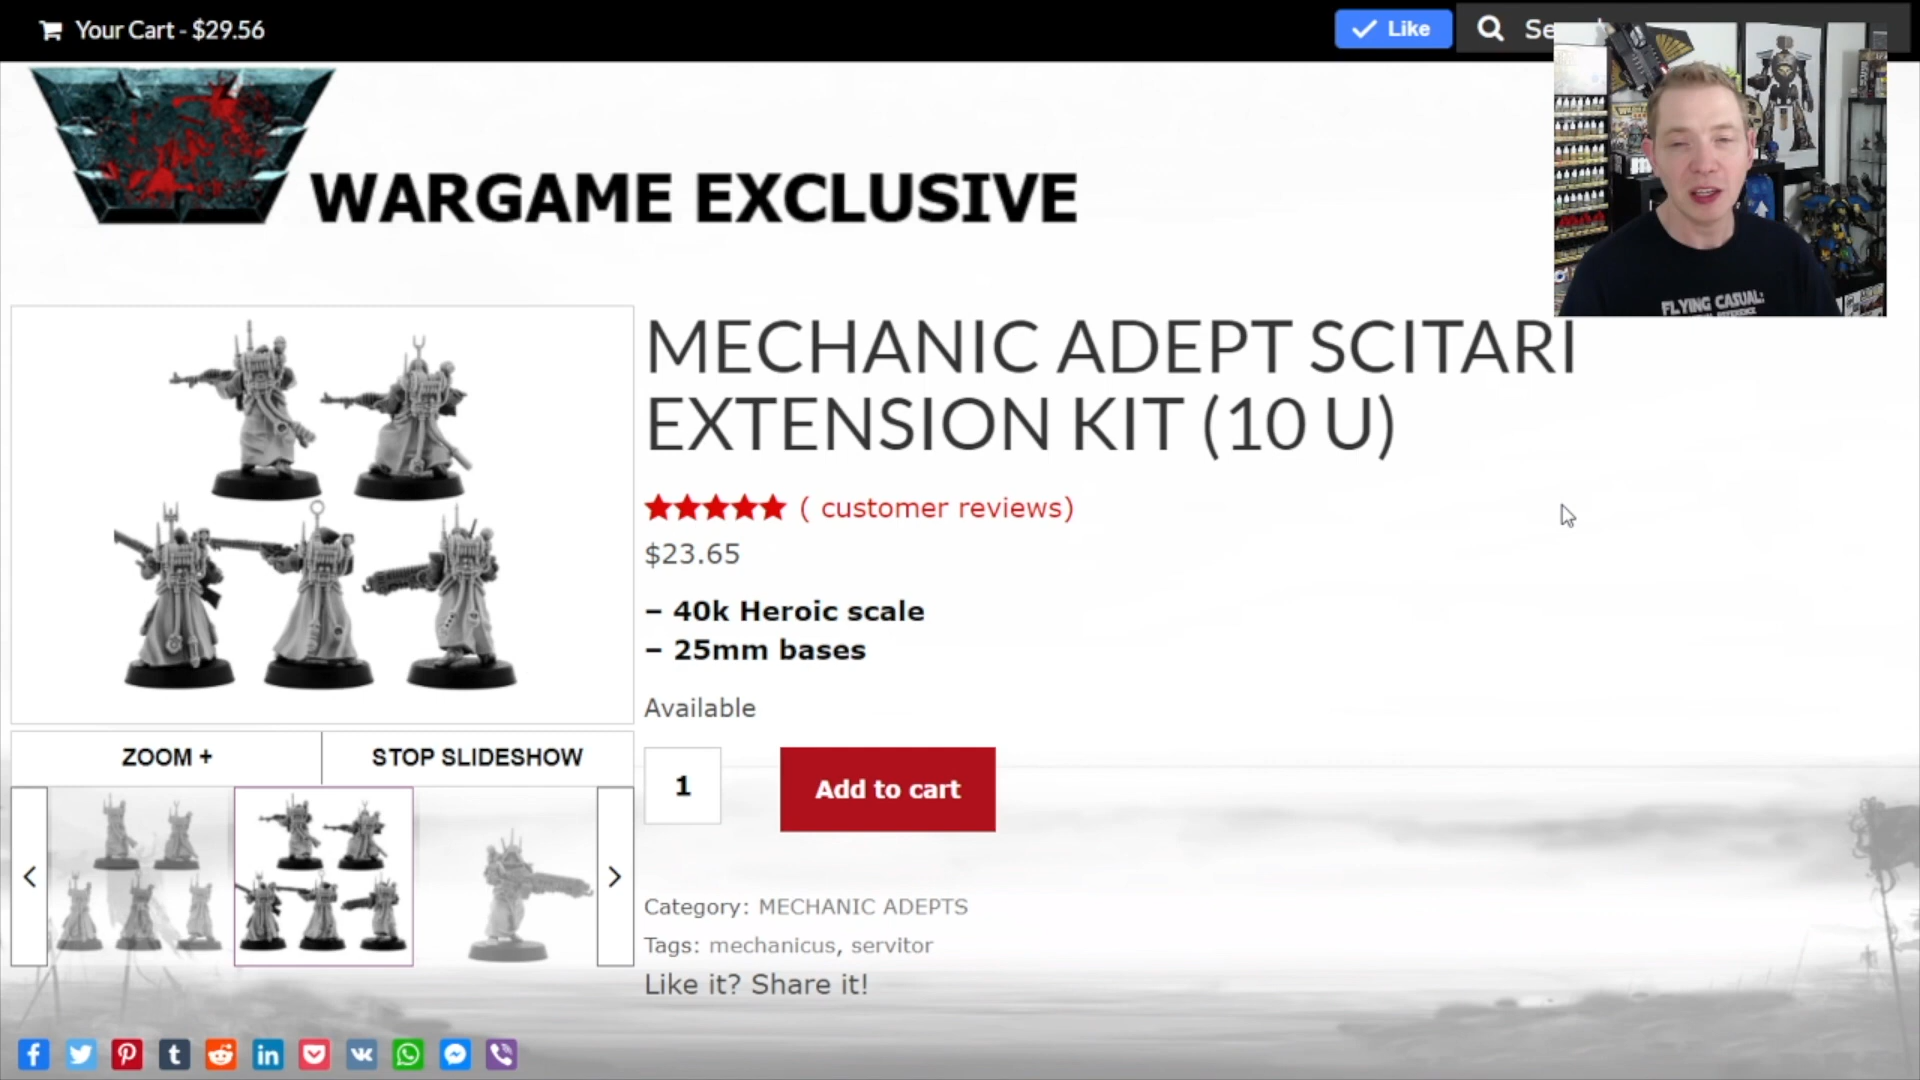 Your Cart - $29.56
Like
WARGAME EXCLUSIVE
FLYING CASUAL:
MECHANIC ADEPT SCITARI
EXTENSION KIT (10 U)
( customer reviews)
$23.65
– 40k Heroic scale
– 25mm bases
Available
ZOOM +
STOP SLIDESHOW
1
Add to cart
Category: MECHANIC ADEPTS
Tags: mechanicus, servitor
Like it? Share it!